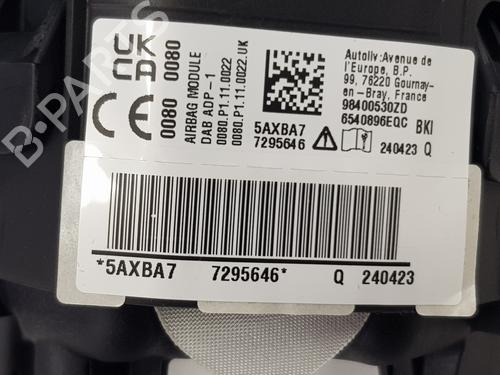 UK
CA
0080
0080
CE
0080
AIRBAG MODULE
DAB ADP-1
0080.P1.11.0022
0080.P1.11.0022.UK
5AXBA7
7295646
Autoliv:Avenue de
l'Europe, B.P.
99, 76220 Gournay-
en-Bray, France
98400530ZD
6540896EQC BKI
240423 Q
*5AXBA7 7295646* Q 240423